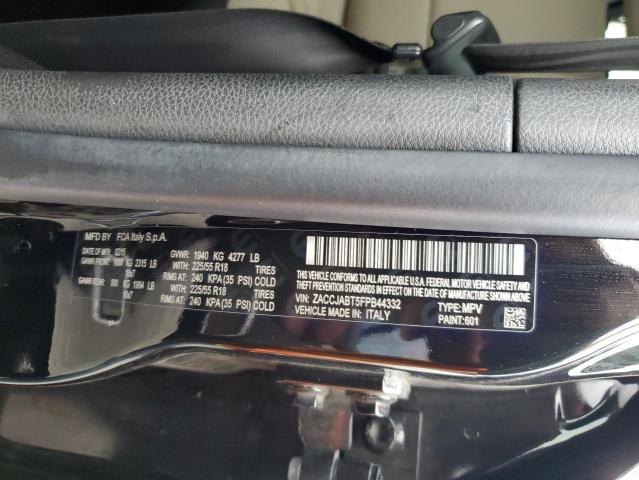 MFD BY FCA Italy S.p.A.
DATE OF MFR 02/15 GVWR: 1940 KG 4277 LB
GAWR FRONT: KG 2315 LB WITH 225/55 R18 TIRES
RIMS AT: 240 KPA(35 PSI) COLD
GAWR REAR: 900 KG 1984 LB WITH 225/55 R18 TIRES
RIMS AT: 240 KPA(35 PSI) COLD
THIS VEHICLE CONFORMS TO ALL APPLICABLE U.S.A. FEDERAL MOTOR VEHICLE SAFETY AND
THEFT PREVENTION STANDARDS IN EFFECT ON THE DATE OF MANUFACTURE SHOWN ABOVE.
VIN: ZACCJABT5FPB44332 TYPE: MPV
VEHICLE MADE IN: ITALY PAINT: 601